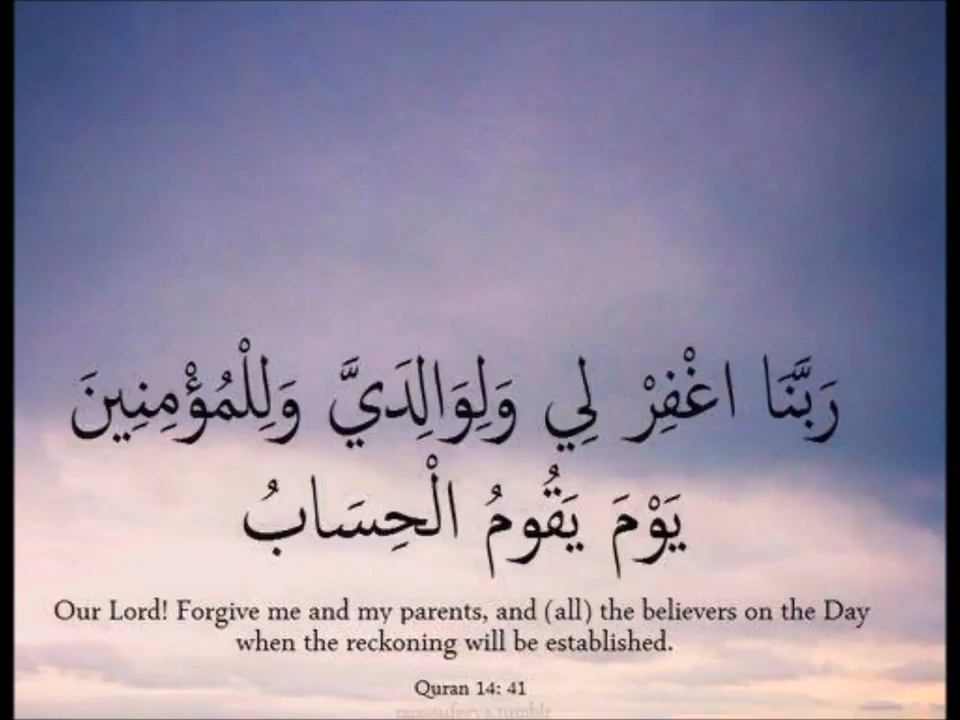 رَبَّنَا اغْفِرْ لِي وَلِوَالِدَيَّ وَلِلْمُؤْمِنِينَ
يَوْمَ يَقُومُ الْحِسَابُ
Our Lord! Forgive me and my parents, and (all) the believers on the Day
when the reckoning will be established.
Quran 14: 41